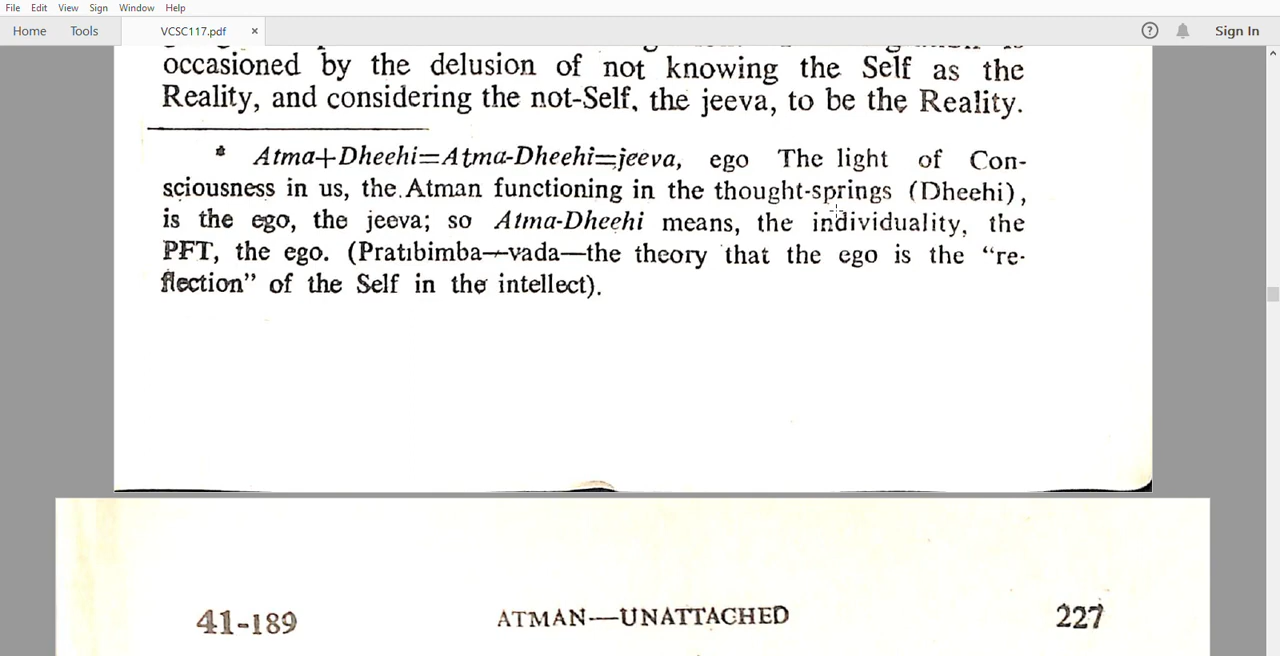 File Edit View Sign Window Help
Home Tools VCSC117.pdf × ? Sign In
occasioned by the delusion of not knowing the Self as the
Reality, and considering the not-Self, the jeeva, to be the Reality.
* Atma+Dheehi=Atma-Dheehi=jeeva, ego The light of Con-
sciousness in us, the Atman functioning in the thought-springs (Dheehi),
is the ego, the jeeva; so Atma-Dheehi means, the individuality, the
PFT, the ego. (Pratibimba—vada—the theory that the ego is the “re-
flection” of the Self in the intellect).
41-189 ATMAN—UNATTACHED 227